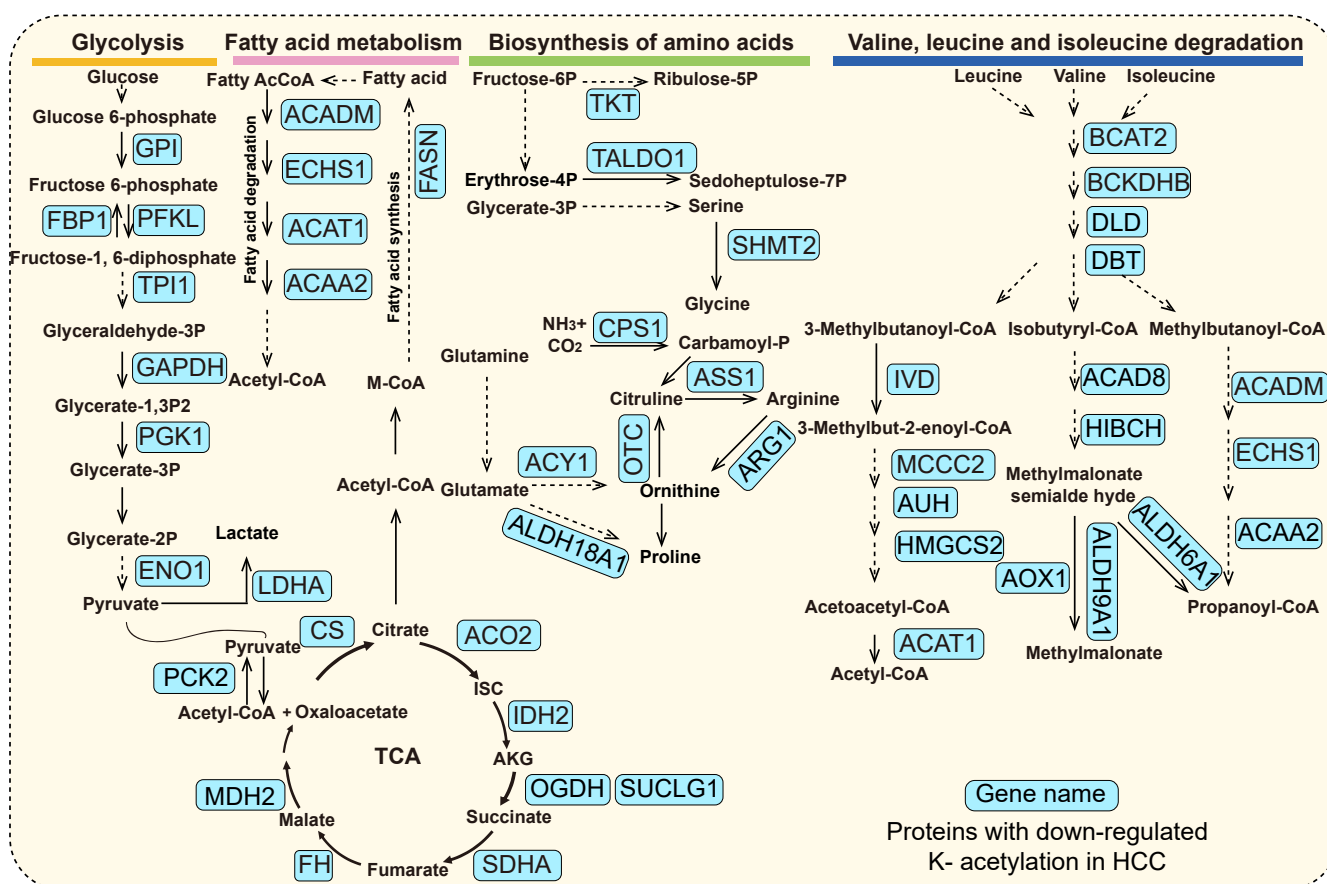 Glycolysis
Glucose
Glucose 6-phosphate
GPI
Fructose 6-phosphate
FBP1
PFKL
Fructose-1, 6-diphosphate
TPI1
Glyceraldehyde-3P
GAPDH
Glycerate-1,3P2
PGK1
Glycerate-3P
Glycerate-2P
ENO1
Pyruvate
Lactate
LDHA
Fatty acid metabolism
Fatty AcCoA
Fatty acid
ACADM
ECHS1
ACAT1
ACAA2
Fatty acid degradation
Acetyl-CoA
FASN
Fatty acid synthesis
M-CoA
Acetyl-CoA
Pyruvate
PCK2
Acetyl-CoA + Oxaloacetate
CS
Citrate
ACO2
ISC
IDH2
AKG
TCA
OGDH
SUCLG1
Succinate
SDHA
Fumarate
FH
Malate
MDH2
Biosynthesis of amino acids
Fructose-6P
Ribulose-5P
TKT
TALDO1
Erythrose-4P
Sedoheptulose-7P
Glycerate-3P
Serine
SHMT2
Glycine
NH3+
CO2
CPS1
Carbamoyl-P
Glutamine
ASS1
Citruline
Arginine
OTC
ARG1
ACY1
Glutamate
Ornithine
ALDH18A1
Proline
Valine, leucine and isoleucine degradation
Leucine
Valine
Isoleucine
BCAT2
BCKDHB
DLD
DBT
3-Methylbutanoyl-CoA
Isobutyryl-CoA
Methylbutanoyl-CoA
IVD
3-Methylbut-2-enoyl-CoA
MCCC2
AUH
HMGCS2
Acetoacetyl-CoA
ACAT1
Acetyl-CoA
ACAD8
HIBCH
Methylmalonate
semialde hyde
AOX1
ALDH9A1
ALDH6A1
Methylmalonate
ACADM
ECHS1
ACAA2
Propanoyl-CoA
Gene name
Proteins with down-regulated
K- acetylation in HCC